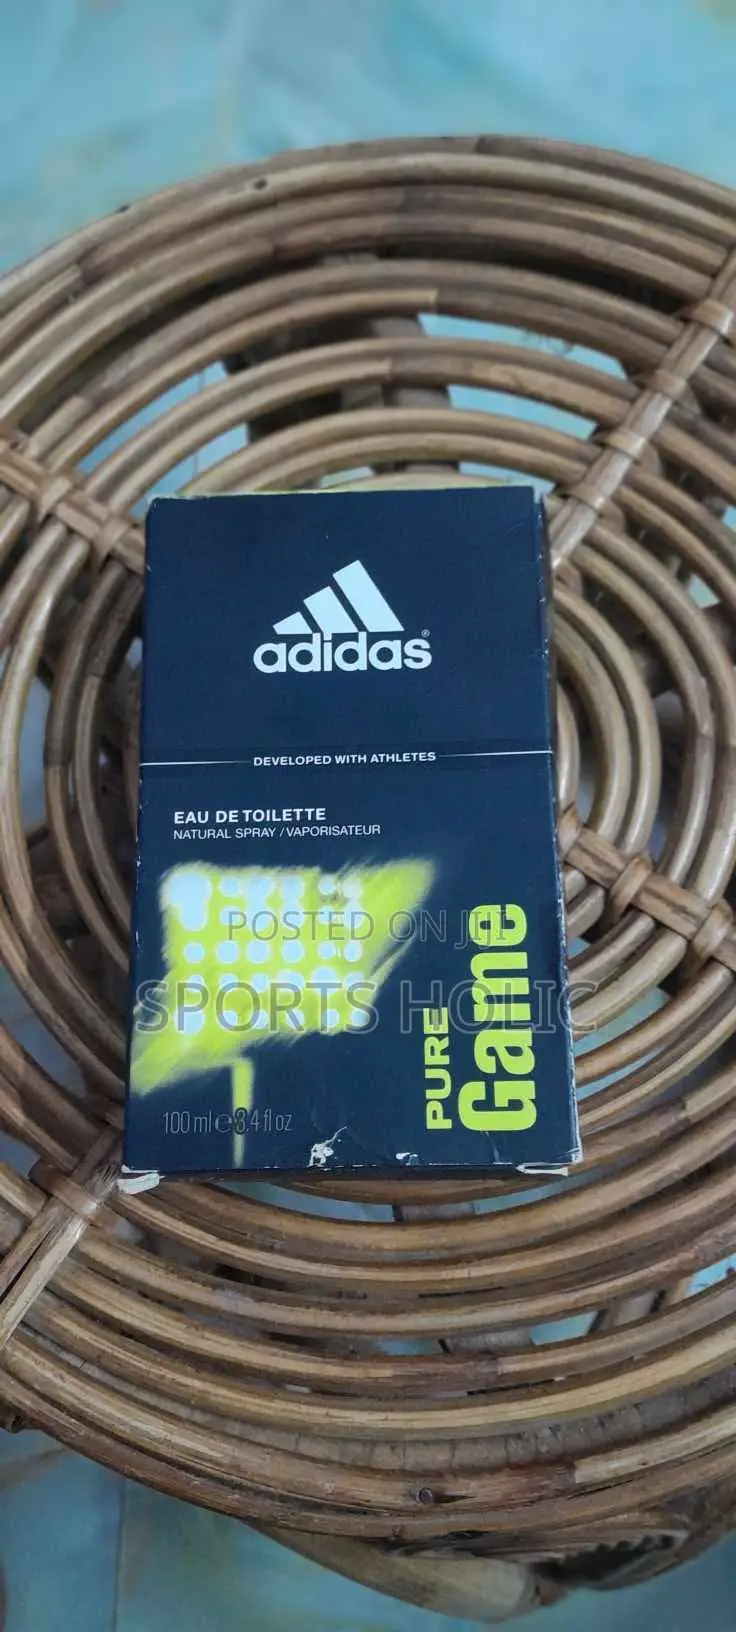 adidas®
DEVELOPED WITH ATHLETES
EAU DE TOILETTE
NATURAL SPRAY / VAPORISATEUR
POSTED ON JIJI
SPORTS HOLIC
PURE
Game
100 ml e 3.4 fl oz